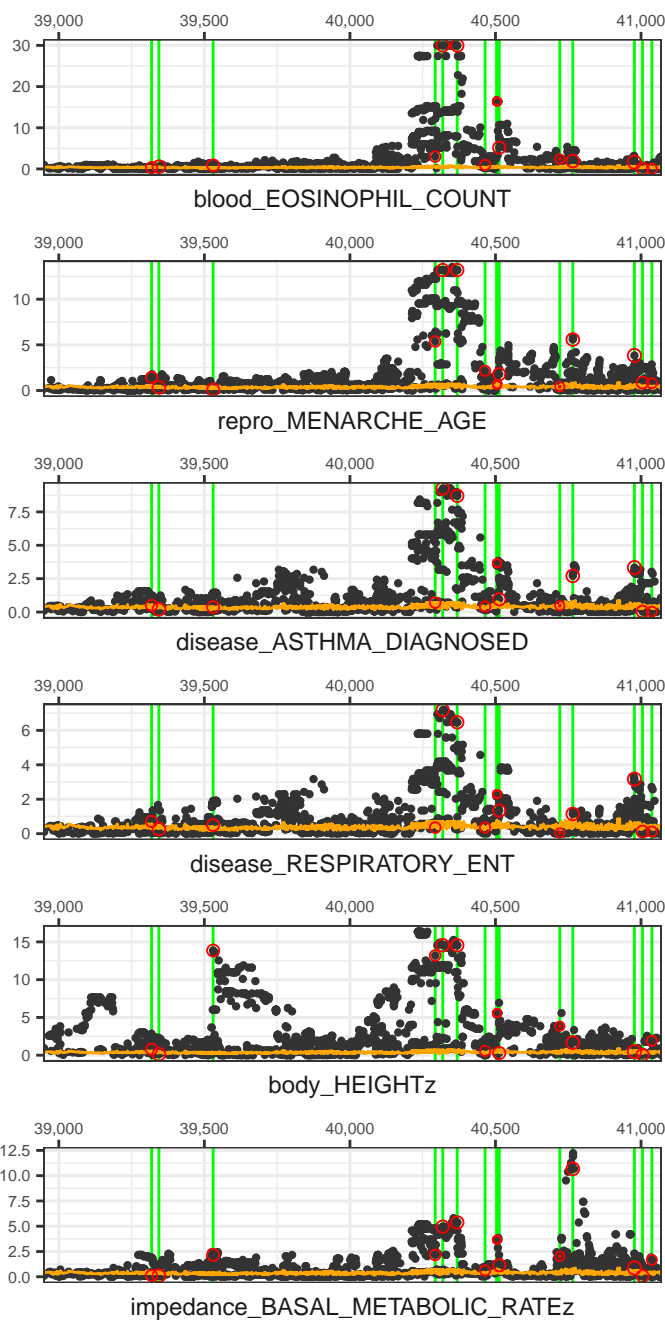 39,000 39,500 40,000 40,500 41,000
30
20
10
0
blood_EOSINOPHIL_COUNT
39,000 39,500 40,000 40,500 41,000
10
5
0
repro_MENARCHE_AGE
39,000 39,500 40,000 40,500 41,000
7.5
5.0
2.5
0.0
disease_ASTHMA_DIAGNOSED
39,000 39,500 40,000 40,500 41,000
6
4
2
0
disease_RESPIRATORY_ENT
39,000 39,500 40,000 40,500 41,000
15
10
5
0
body_HEIGHTz
39,000 39,500 40,000 40,500 41,000
12.5
10.0
7.5
5.0
2.5
0.0
impedance_BASAL_METABOLIC_RATEz